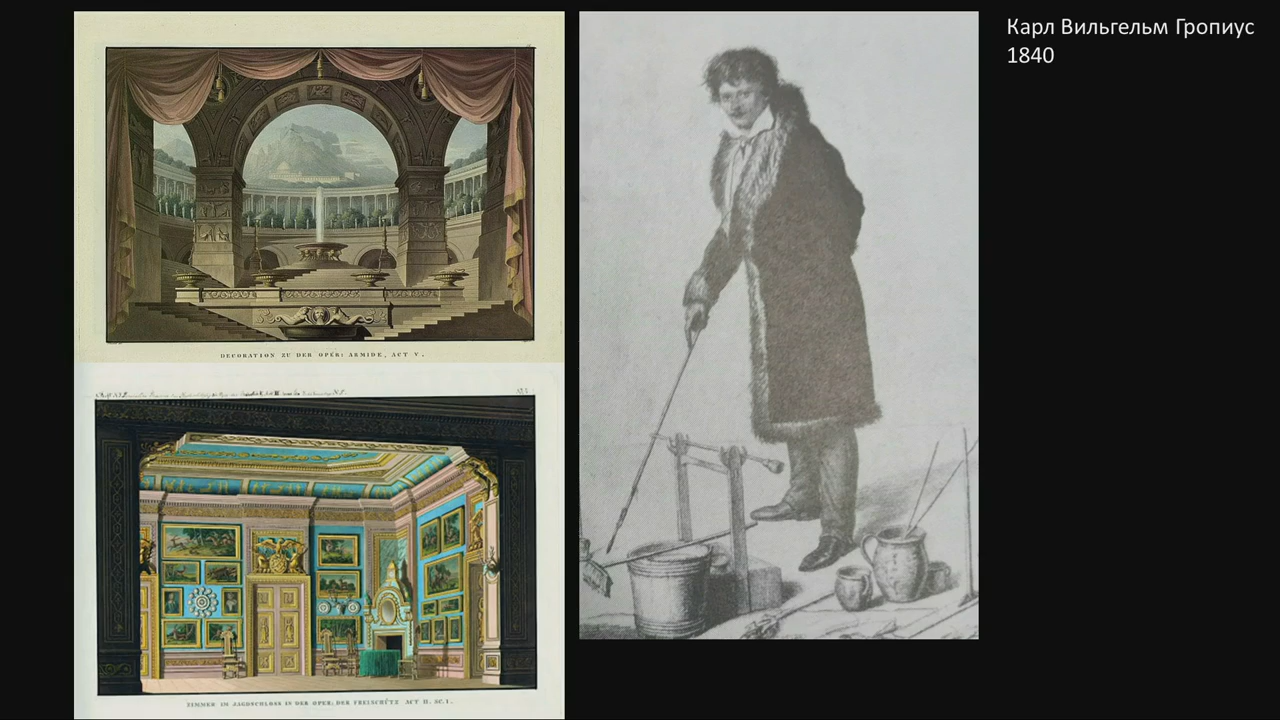 Карл Вильгельм Гропиус
1840
DECORATION ZU DER OPER: ARMIDE, ACT V.
ZIMMER IM JAGDSCHLOSS IN DER OPER: DER FREISCHÜTZ ACT II. SC. 1.